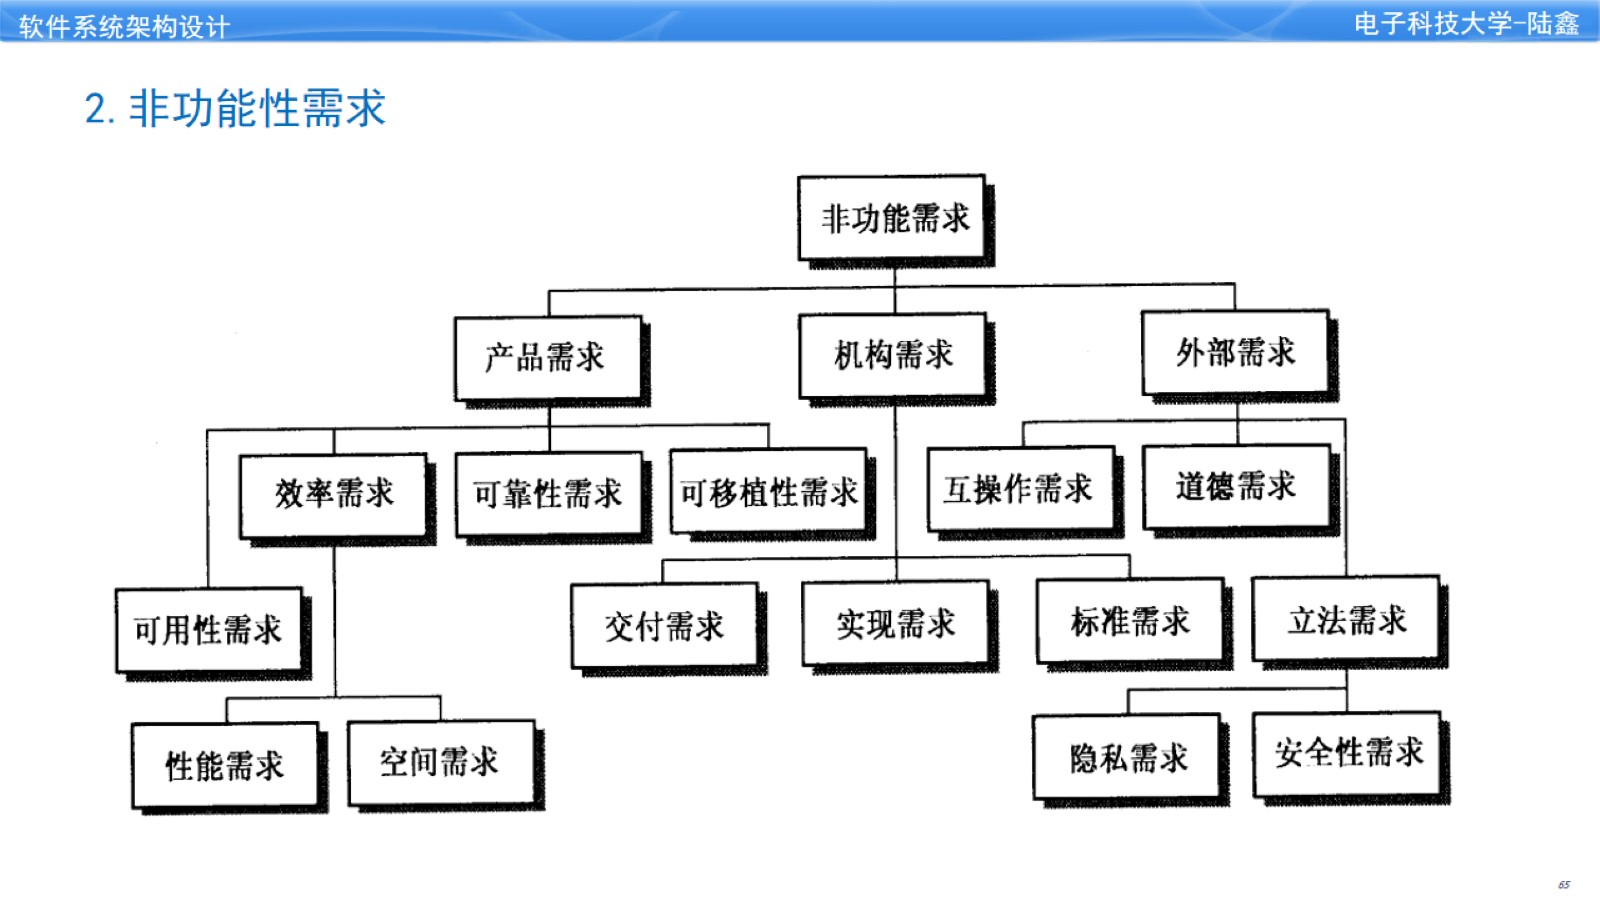 软件系统架构设计
电子科技大学-陆鑫
2. 非功能性需求
非功能需求
产品需求
机构需求
外部需求
效率需求
可靠性需求
可移植性需求
互操作需求
道德需求
可用性需求
交付需求
实现需求
标准需求
立法需求
性能需求
空间需求
隐私需求
安全性需求
65